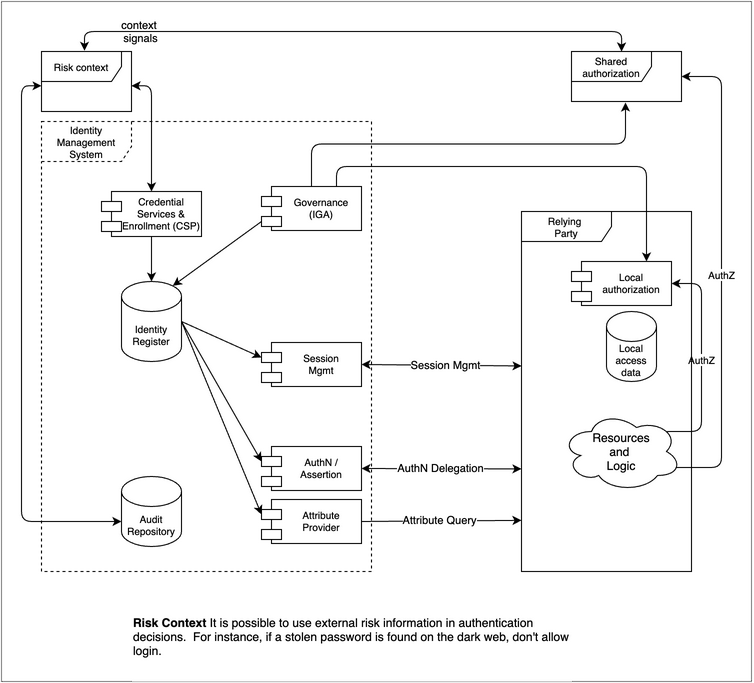 context
signals
Risk context
Shared
authorization
Identity
Management
System
Credential
Services &
Enrollment (CSP)
Governance
(IGA)
Relying
Party
Local
authorization
AuthZ
Identity
Register
Local
access
data
Session
Mgmt
Session Mgmt
AuthZ
Resources
and
Logic
AuthN /
Assertion
AuthN Delegation
Audit
Repository
Attribute
Provider
Attribute Query
Risk Context It is possible to use external risk information in authentication
decisions.  For instance, if a stolen password is found on the dark web, don't allow
login.